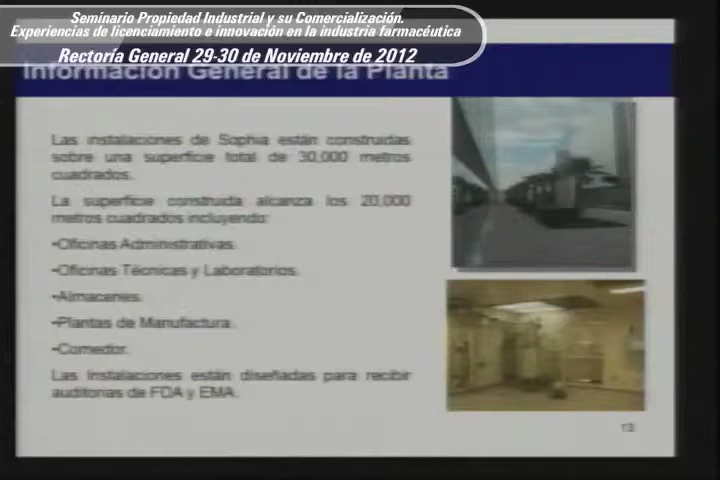 Seminario Propiedad Industrial y su Comercialización.
Experiencias de licenciamiento e innovación en la industria farmacéutica
Rectoría General 29-30 de Noviembre de 2012
Información General de la Planta
Las instalaciones de Sophia están construidas
sobre una superficie total de 30,000 metros
cuadrados.
La superficie construida alcanza los 20,000
metros cuadrados incluyendo:
•Oficinas Administrativas.
•Oficinas Técnicas y Laboratorios.
•Almacenes.
•Plantas de Manufactura.
•Comedor.
Las Instalaciones están diseñadas para recibir
auditorias de FDA y EMA.
13